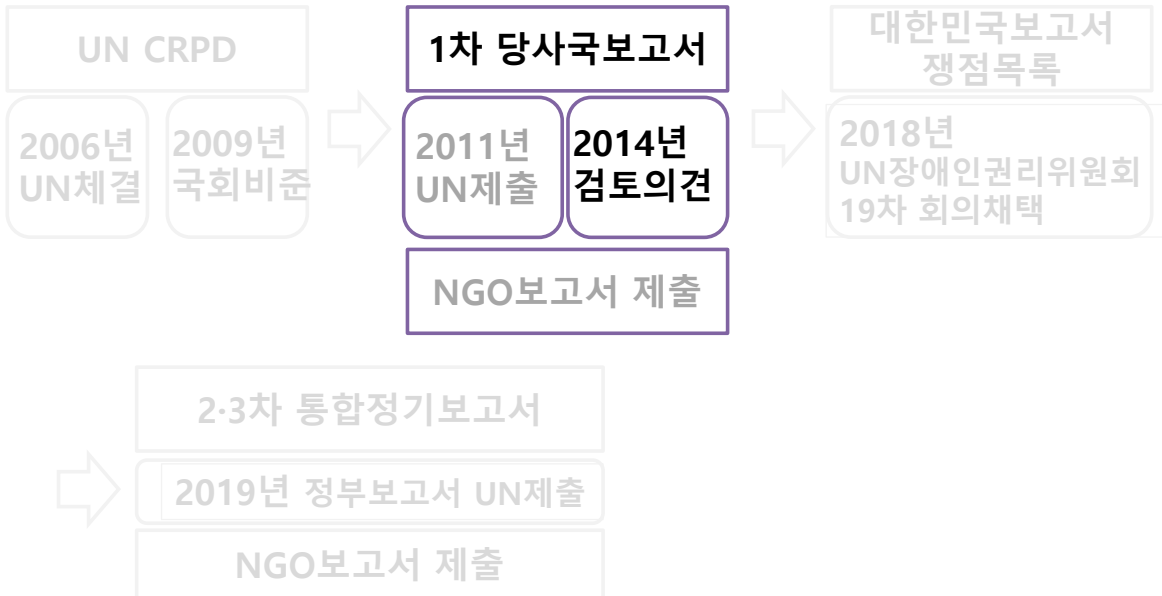 UN CRPD
2006년
UN체결
2009년
국회비준
1차 당사국보고서
2011년
UN제출
2014년
검토의견
NGO보고서 제출
대한민국보고서
쟁점목록
2018년
UN장애인권리위원회
19차 회의채택
2·3차 통합정기보고서
2019년 정부보고서 UN제출
NGO보고서 제출